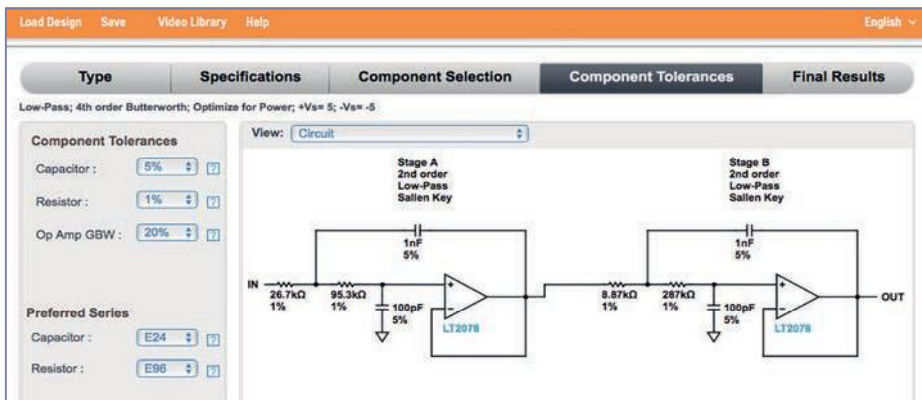 Load Design Save Video Library Help English
Type Specifications Component Selection Component Tolerances Final Results
Low-Pass; 4th order Butterworth; Optimize for Power; +Vs= 5; -Vs= -5
Component Tolerances
Capacitor : 5% [?]
Resistor : 1% [?]
Op Amp GBW : 20% [?]
Preferred Series
Capacitor : E24 [?]
Resistor : E96 [?]
View: Circuit
Stage A
2nd order
Low-Pass
Sallen Key
1nF
5%
IN
26.7kΩ
1%
95.3kΩ
1%
100pF
5%
+
−
LT2078
Stage B
2nd order
Low-Pass
Sallen Key
1nF
5%
8.87kΩ
1%
287kΩ
1%
100pF
5%
+
−
LT2078
OUT